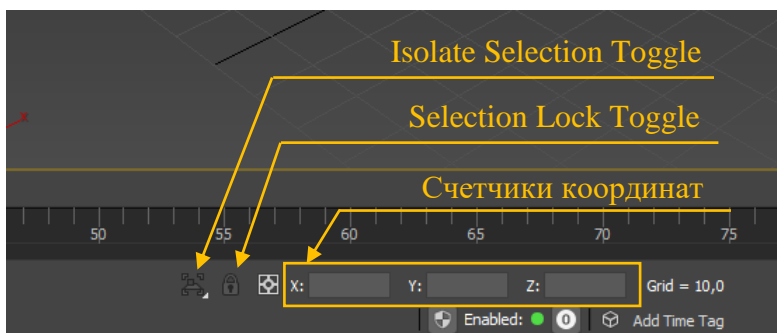 Isolate Selection Toggle
x
Selection Lock Toggle
Счетчики координат
50 55 60 65 70 75
X: Y: Z: Grid = 10,0
Enabled: 0 Add Time Tag